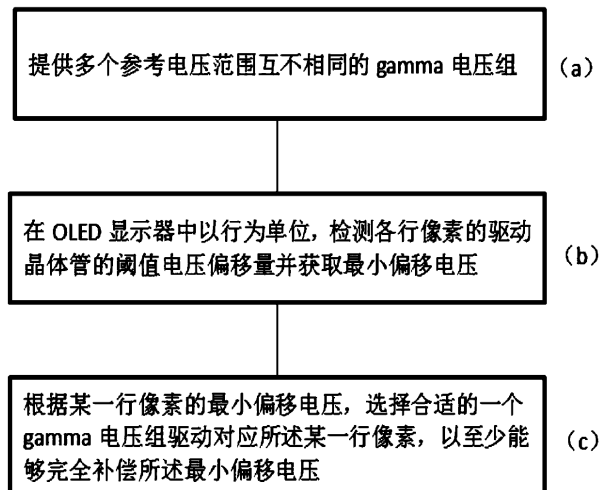 提供多个参考电压范围互不相同的 gamma 电压组
(a)
在 OLED 显示器中以行为单位，检测各行像素的驱动
晶体管的阈值电压偏移量并获取最小偏移电压
(b)
根据某一行像素的最小偏移电压，选择合适的一个
gamma 电压组驱动对应所述某一行像素，以至少能
够完全补偿所述最小偏移电压
(c)